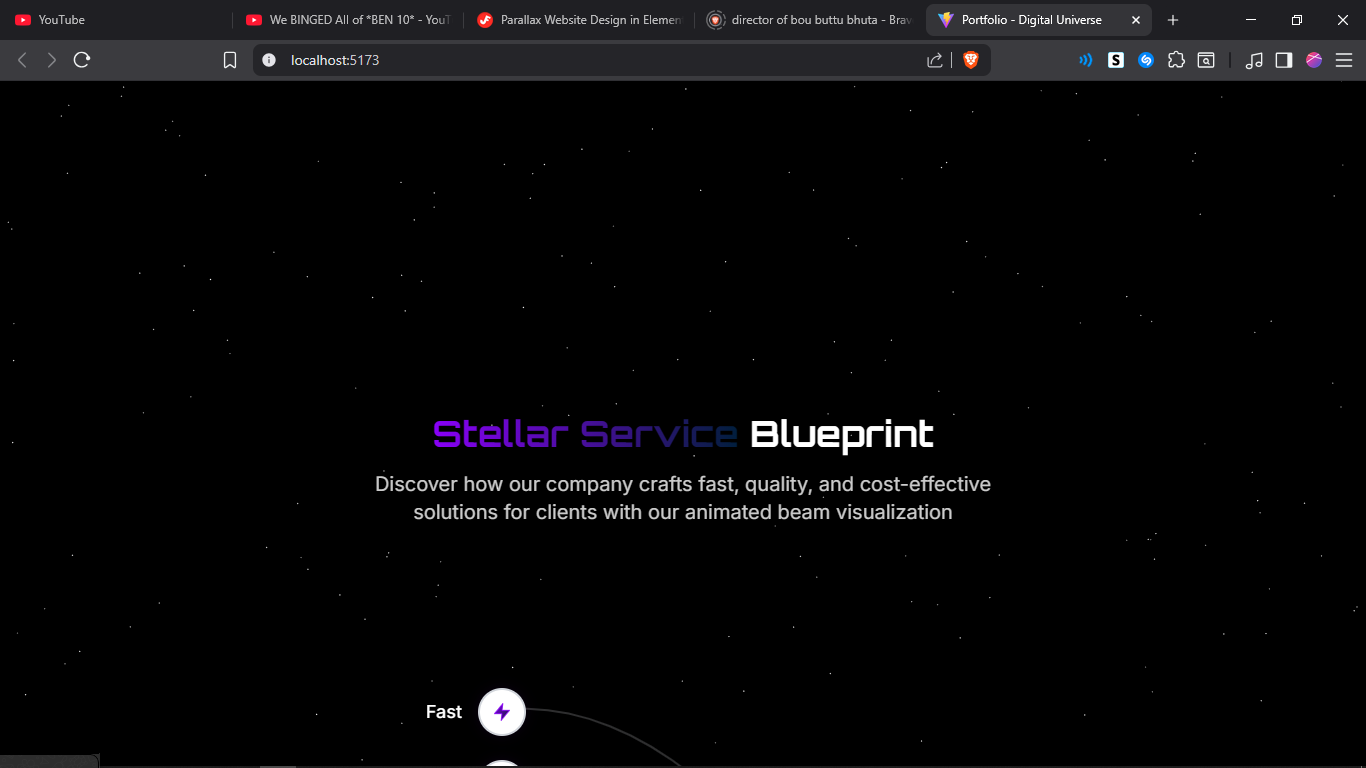 YouTube
We BINGED All of *BEN 10* - YouT
Parallax Website Design in Elemen
director of bou buttu bhuta - Brav
Portfolio - Digital Universe
localhost:5173
Stellar Service Blueprint
Discover how our company crafts fast, quality, and cost-effective
solutions for clients with our animated beam visualization
Fast